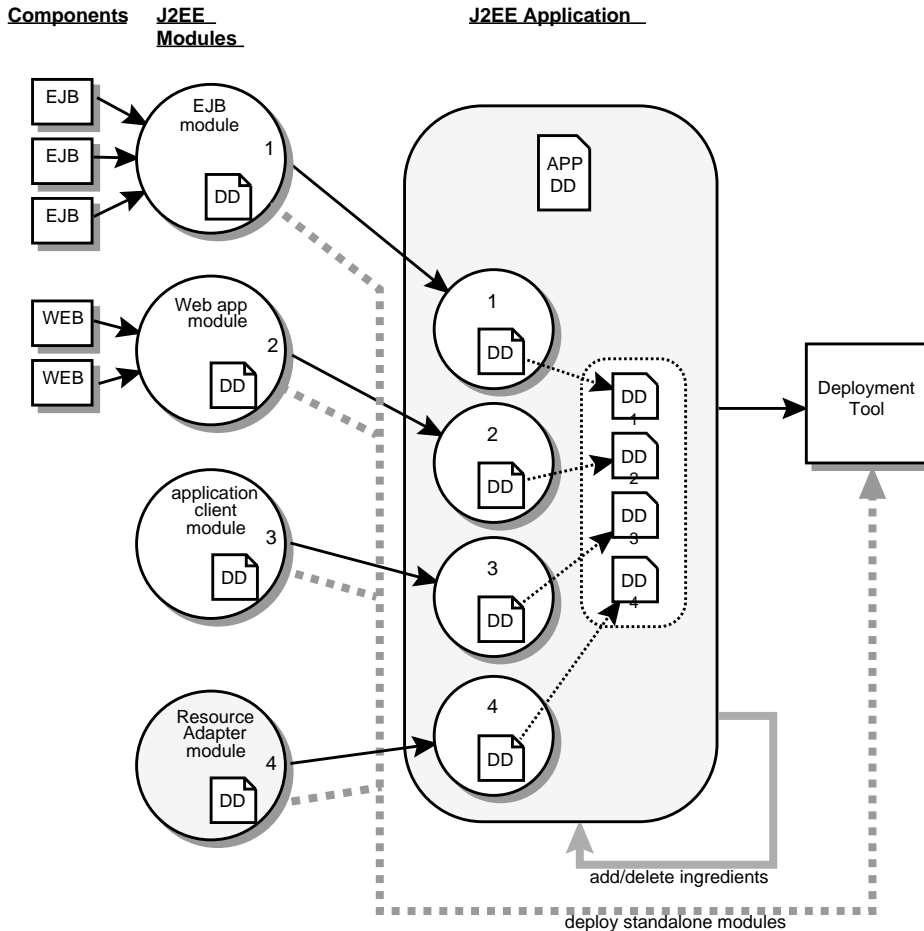 Components
J2EE
Modules
J2EE Application
EJB
EJB
EJB
EJB
module
1
DD
WEB
WEB
Web app
module
2
DD
application
client
module
3
DD
Resource
Adapter
module
4
DD
APP
DD
1
DD
2
DD
3
DD
4
DD
DD
1
DD
2
DD
3
DD
4
Deployment
Tool
add/delete ingredients
deploy standalone modules